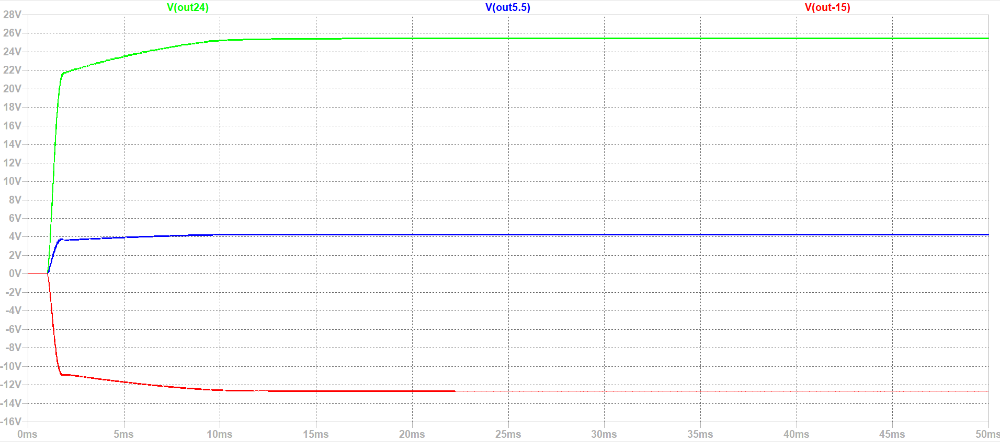 V(out24) V(out5.5) V(out-15)
28V
26V
24V
22V
20V
18V
16V
14V
12V
10V
8V
6V
4V
2V
0V
-2V
-4V
-6V
-8V
-10V
-12V
-14V
-16V
0ms 5ms 10ms 15ms 20ms 25ms 30ms 35ms 40ms 45ms 50ms